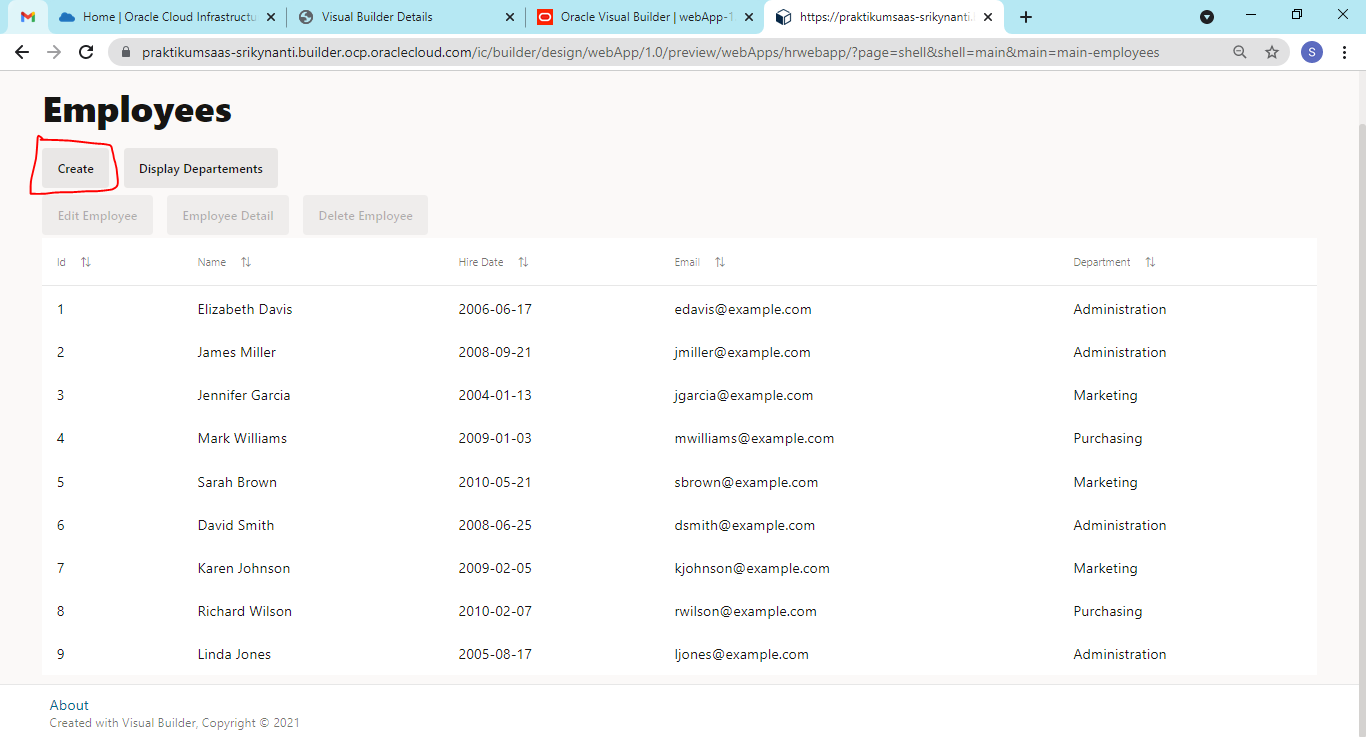 Home | Oracle Cloud Infrastructu
Visual Builder Details
Oracle Visual Builder | webApp-1
https://praktikumsaas-srikynanti.
praktikumsaas-srikynanti.builder.ocp.oraclecloud.com/ic/builder/design/webApp/1.0/preview/webApps/hrwebapp/?page=shell&shell=main&main=main-employees
S
Employees
Create Display Departements
Edit Employee Employee Detail Delete Employee
Id Name Hire Date Email Department
1 Elizabeth Davis 2006-06-17 edavis@example.com Administration
2 James Miller 2008-09-21 jmiller@example.com Administration
3 Jennifer Garcia 2004-01-13 jgarcia@example.com Marketing
4 Mark Williams 2009-01-03 mwilliams@example.com Purchasing
5 Sarah Brown 2010-05-21 sbrown@example.com Marketing
6 David Smith 2008-06-25 dsmith@example.com Administration
7 Karen Johnson 2009-02-05 kjohnson@example.com Marketing
8 Richard Wilson 2010-02-07 rwilson@example.com Purchasing
9 Linda Jones 2005-08-17 ljones@example.com Administration
About
Created with Visual Builder, Copyright © 2021